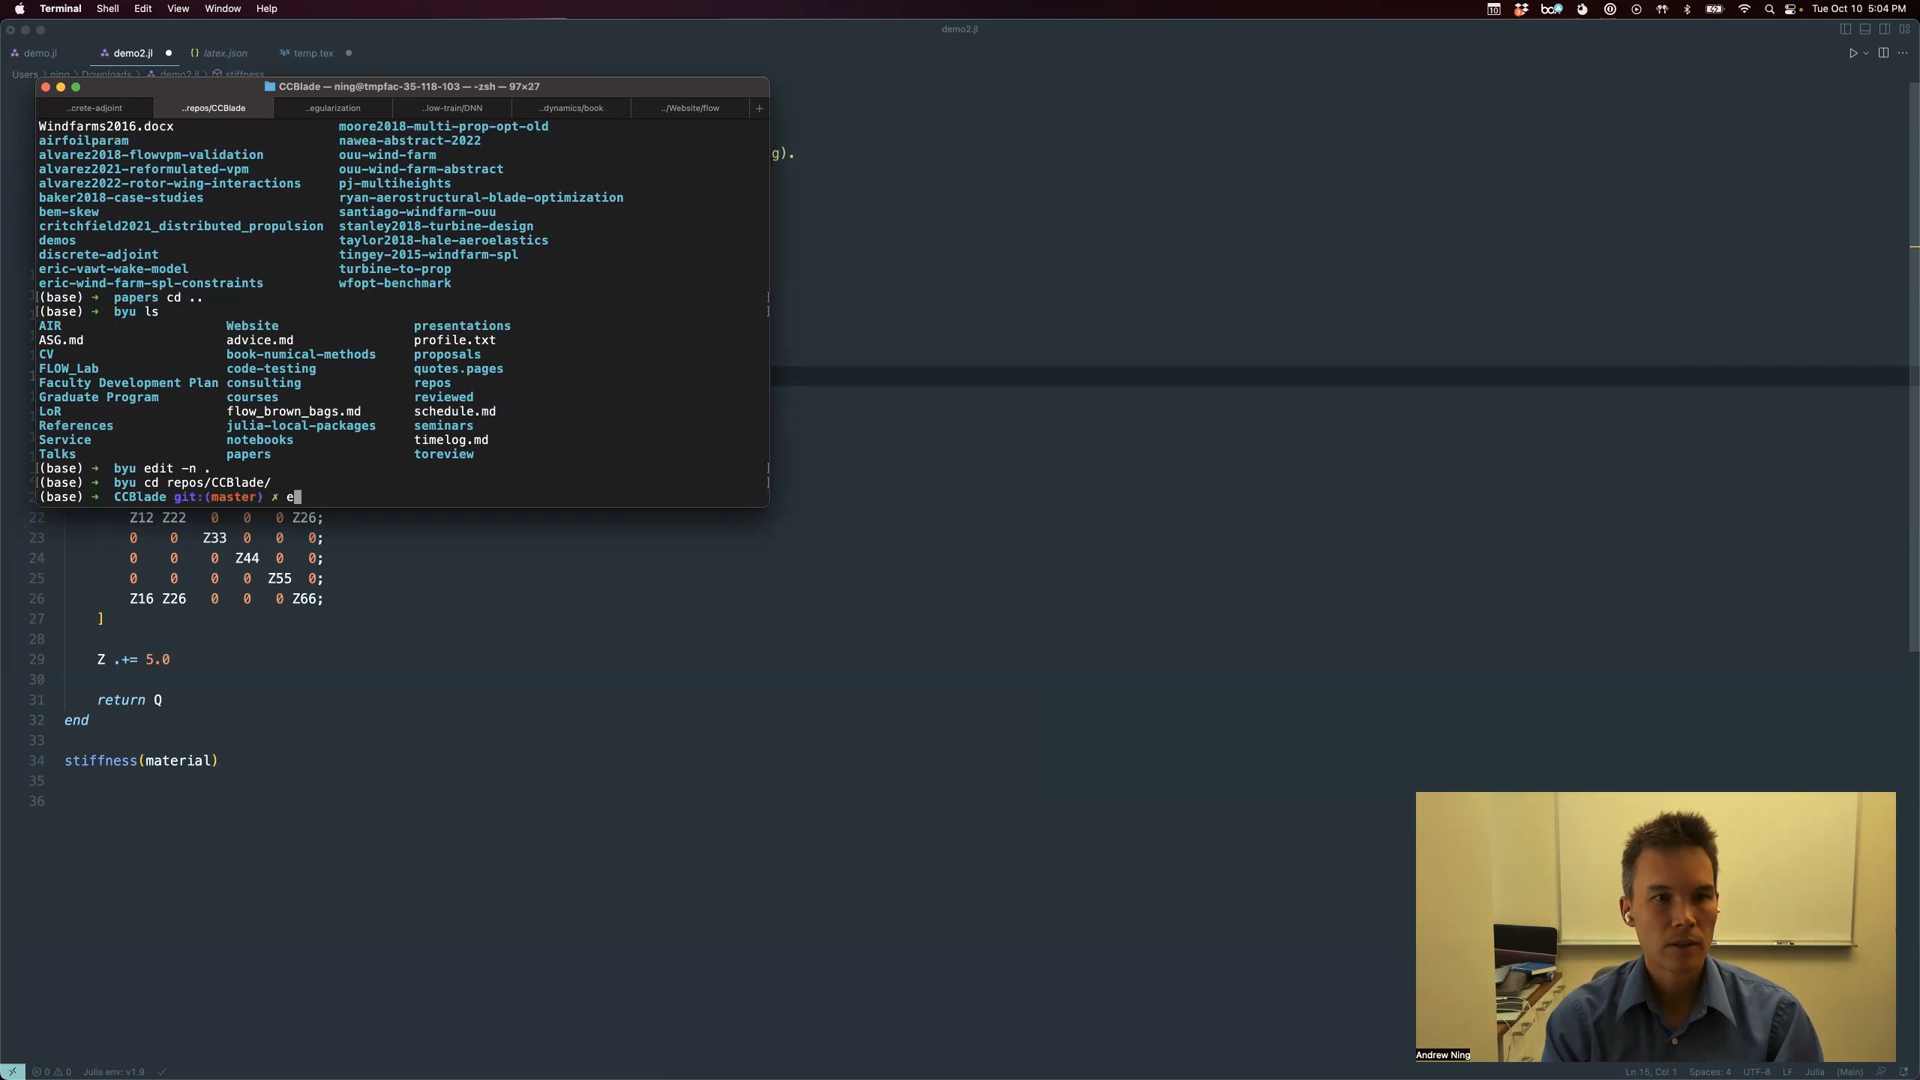 Terminal Shell Edit View Window Help
10 Tue Oct 10 5:04 PM
demo2.jl
demo.jl demo2.jl latex.json temp.tex
Users ning Downloads demo2.jl stiffness
CCBlade — ning@tmpfac-35-118-103 — -zsh — 97×27
..crete-adjoint ..repos/CCBlade ..egularization ..low-train/DNN ..dynamics/book ../Website/flow +
Windfarms2016.docx moore2018-multi-prop-opt-old
airfoilparam nawea-abstract-2022
alvarez2018-flowvpm-validation ouu-wind-farm
g).
alvarez2021-reformulated-vpm ouu-wind-farm-abstract
alvarez2022-rotor-wing-interactions pj-multiheights
baker2018-case-studies ryan-aerostructural-blade-optimization
bem-skew santiago-windfarm-ouu
critchfield2021_distributed_propulsion stanley2018-turbine-design
demos taylor2018-hale-aeroelastics
discrete-adjoint tingey-2015-windfarm-spl
eric-vawt-wake-model turbine-to-prop
eric-wind-farm-spl-constraints wfopt-benchmark
(base) → papers cd ..
(base) → byu ls
AIR Website presentations
ASG.md advice.md profile.txt
CV book-numical-methods proposals
FLOW_Lab code-testing quotes.pages
Faculty Development Plan consulting repos
Graduate Program courses reviewed
LoR flow_brown_bags.md schedule.md
References julia-local-packages seminars
Service notebooks timelog.md
Talks papers toreview
(base) → byu edit -n .
(base) → byu cd repos/CCBlade/
(base) → CCBlade git:(master) ✗ e
22 Z12 Z22 0 0 0 Z26;
23 0 0 Z33 0 0 0;
24 0 0 0 Z44 0 0;
25 0 0 0 0 Z55 0;
26 Z16 Z26 0 0 0 Z66;
27 ]
28
29 Z .+= 5.0
30
31 return Q
32 end
33
34 stiffness(material)
35
36
Andrew Ning
0 0 Julia env: v1.9 ✓
Ln 15, Col 1 Spaces: 4 UTF-8 LF Julia (Main)